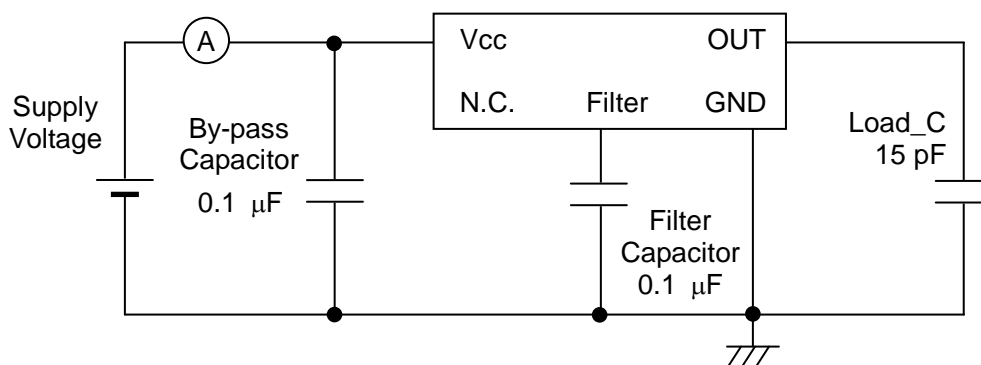 A
Vcc
OUT
N.C.
Filter
GND
Supply
Voltage
By-pass
Capacitor
0.1 μF
Filter
Capacitor
0.1 μF
Load_C
15 pF